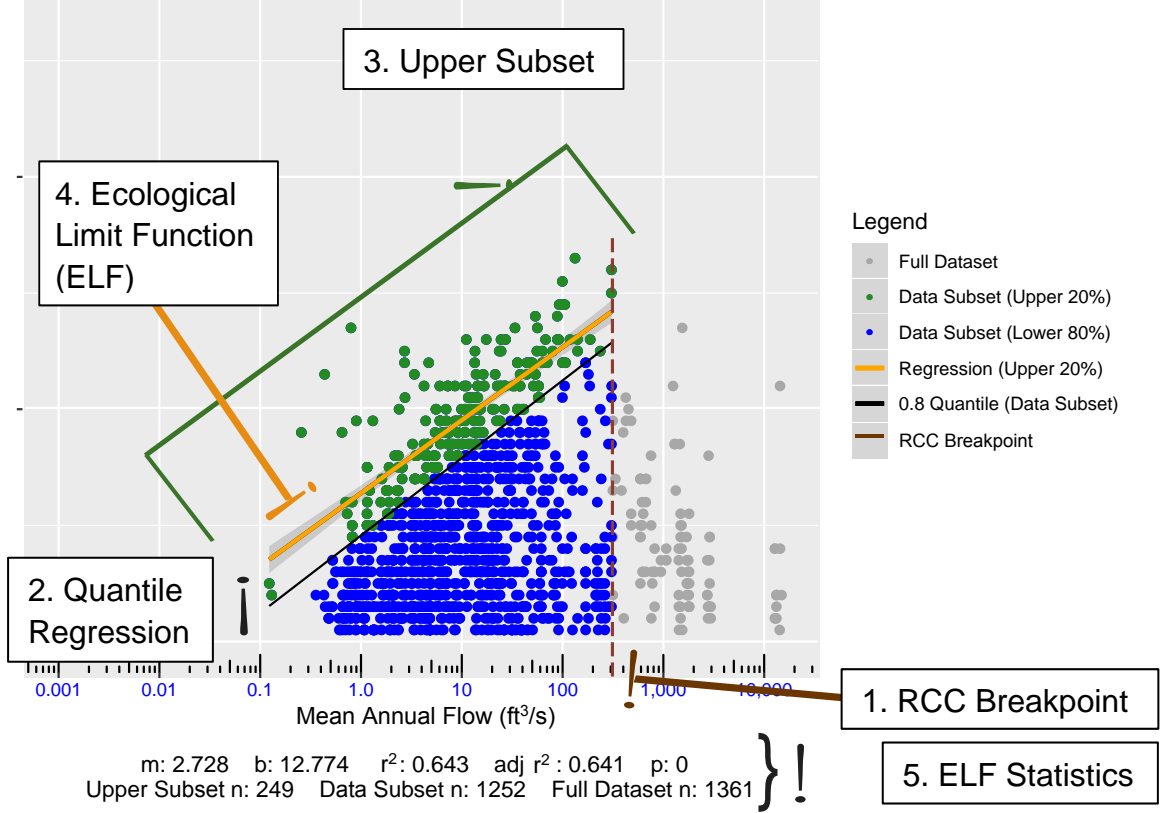 3. Upper Subset
4. Ecological
Limit Function
(ELF)
2. Quantile
Regression
Legend
Full Dataset
Data Subset (Upper 20%)
Data Subset (Lower 80%)
Regression (Upper 20%)
0.8 Quantile (Data Subset)
RCC Breakpoint
0.001 0.01 0.1 1.0 10 100 1,000 10,000
Mean Annual Flow (ft³/s)
1. RCC Breakpoint
m: 2.728 b: 12.774 r²: 0.643 adj r² : 0.641 p: 0
Upper Subset n: 249 Data Subset n: 1252 Full Dataset n: 1361
5. ELF Statistics